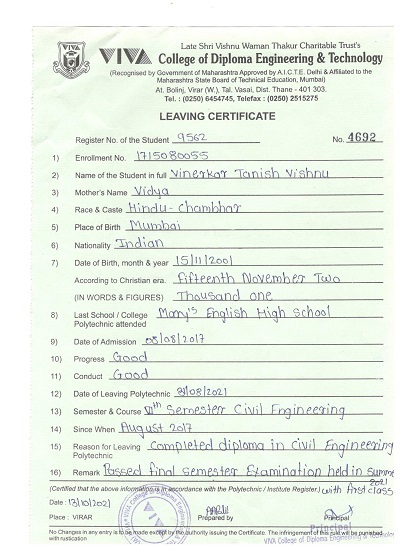 Late Shri Vishnu Waman Thakur Charitable Trust's
VIVA VIVA College of Diploma Engineering & Technology
(Recognised by Government of Maharashtra Approved by A.I.C.T.E. Delhi & Affiliated to the
Maharashtra State Board of Technical Education, Mumbai)
At. Bolinj, Virar (W.), Tal. Vasai, Dist. Thane - 401 303.
Tel. : (0250) 6454745, Telefax : (0250) 2515275
LEAVING CERTIFICATE
Register No. of the Student 9562 No. 4692
1) Enrollment No. 1715080055
2) Name of the Student in full Vinerkar Tanish Vishnu
3) Mother's Name Vidya
4) Race & Caste Hindu - Chambhar
5) Place of Birth Mumbai
6) Nationality Indian
7) Date of Birth, month & year 15/11/2001
According to Christian era. Fifteenth November Two
(IN WORDS & FIGURES) Thousand one
8) Last School / College Mary's English High School
Polytechnic attended
9) Date of Admission 08/08/2017
10) Progress Good
11) Conduct Good
12) Date of Leaving Polytechnic 31/08/2021
13) Semester & Course VIth Semester Civil Engineering
14) Since When August 2017
15) Reason for Leaving Completed diploma in Civil Engineering
Polytechnic
16) Remark Passed final semester Examination held in Summer
2021
(Certified that the above information is in accordance with the Polytechnic / Institute Register.) with first class
Date : 13/10/2021
Place : VIRAR Prepared by Principal
Principal
VIVA College of Diploma Engineering &
No Changes in any entry is to be made except by the authority issuing the Certificate. The infringement of this rule will be punished
with rustication